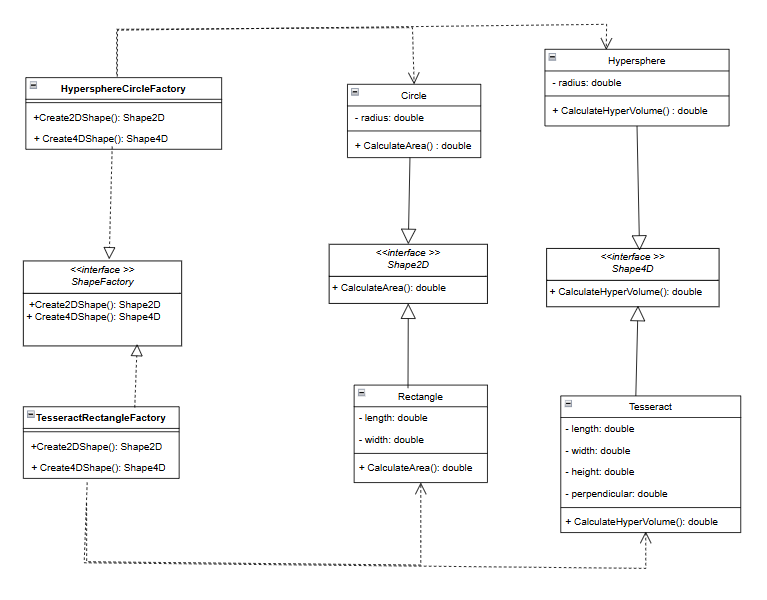 HypersphereCircleFactory
+Create2DShape(): Shape2D
+ Create4DShape(): Shape4D
Circle
- radius: double
+ CalculateArea() : double
Hypersphere
- radius: double
+ CalculateHyperVolume() : double
<<interface >>
ShapeFactory
+Create2DShape(): Shape2D
+ Create4DShape(): Shape4D
<<interface >>
Shape2D
+ CalculateArea(): double
<<interface >>
Shape4D
+ CalculateHyperVolume(): double
TesseractRectangleFactory
+Create2DShape(): Shape2D
+ Create4DShape(): Shape4D
Rectangle
- length: double
- width: double
+ CalculateArea(): double
Tesseract
- length: double
- width: double
- height: double
- perpendicular: double
+ CalculateHyperVolume(): double